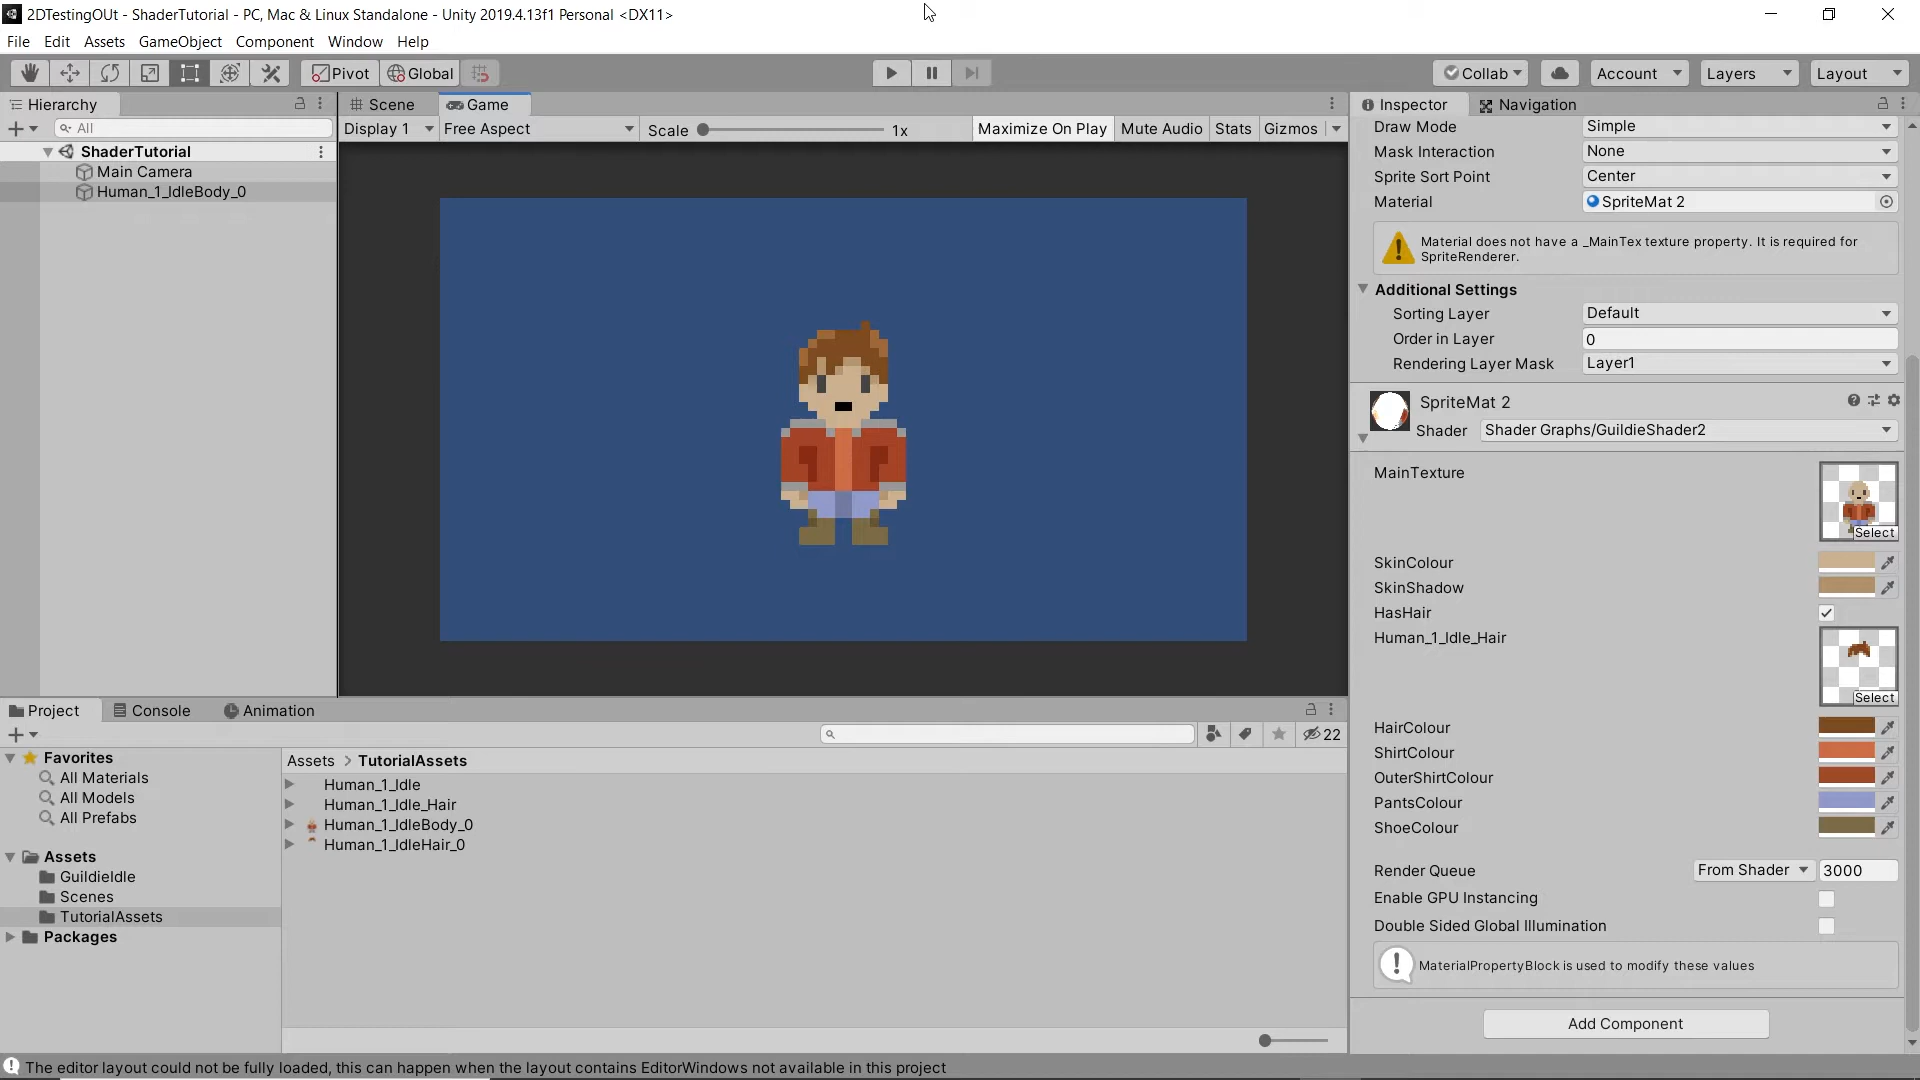 2DTestingOUt - ShaderTutorial - PC, Mac & Linux Standalone - Unity 2019.4.13f1 Personal <DX11>
File Edit Assets GameObject Component Window Help
Pivot Global Collab Account Layers Layout
Hierarchy Scene Game Inspector Navigation
All Display 1 Free Aspect Scale 1x Maximize On Play Mute Audio Stats Gizmos
ShaderTutorial
Main Camera
Human_1_IdleBody_0
Draw Mode Simple
Mask Interaction None
Sprite Sort Point Center
Material SpriteMat 2
Material does not have a _MainTex texture property. It is required for
SpriteRenderer.
Additional Settings
Sorting Layer Default
Order in Layer 0
Rendering Layer Mask Layer1
SpriteMat 2
Shader Shader Graphs/GuildieShader2
MainTexture
Select
SkinColour
SkinShadow
HasHair
Human_1_Idle_Hair
Select
HairColour
ShirtColour
OuterShirtColour
PantsColour
ShoeColour
Render Queue From Shader 3000
Enable GPU Instancing
Double Sided Global Illumination
MaterialPropertyBlock is used to modify these values
Add Component
Project Console Animation
22
Favorites
All Materials
All Models
All Prefabs
Assets
GuildieIdle
Scenes
TutorialAssets
Packages
Assets > TutorialAssets
Human_1_Idle
Human_1_Idle_Hair
Human_1_IdleBody_0
Human_1_IdleHair_0
The editor layout could not be fully loaded, this can happen when the layout contains EditorWindows not available in this project